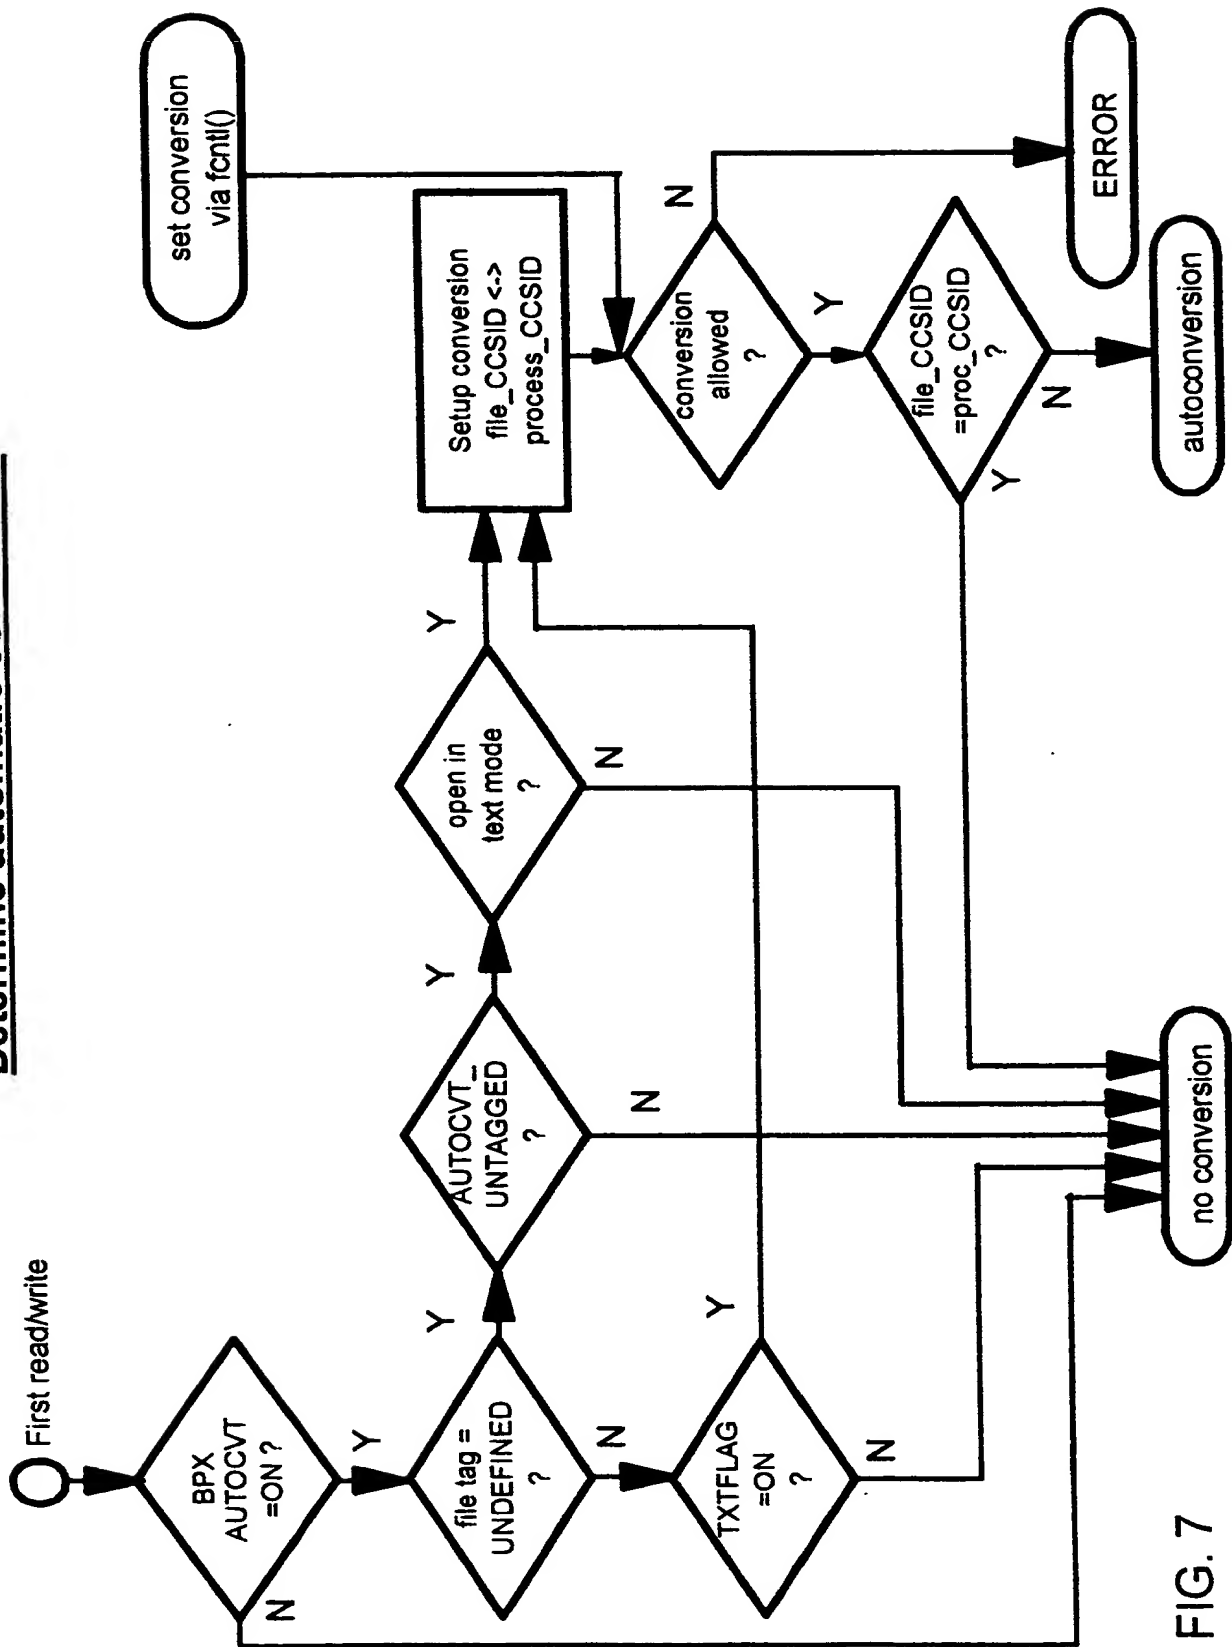 First read/write
BPX
AUTOCVT
=ON ?
N
Y
file tag =
UNDEFINED
?
Y
N
AUTOCVT_
UNTAGGED
?
Y
N
open in
text mode
?
Y
N
TXTFLAG
=ON
?
Y
N
set conversion
via fcntl()
Setup conversion
file_CCSID <->
process_CCSID
conversion
allowed
?
N
Y
file_CCSID
=proc_CCSID
?
Y
N
no conversion
autoconversion
ERROR
FIG. 7